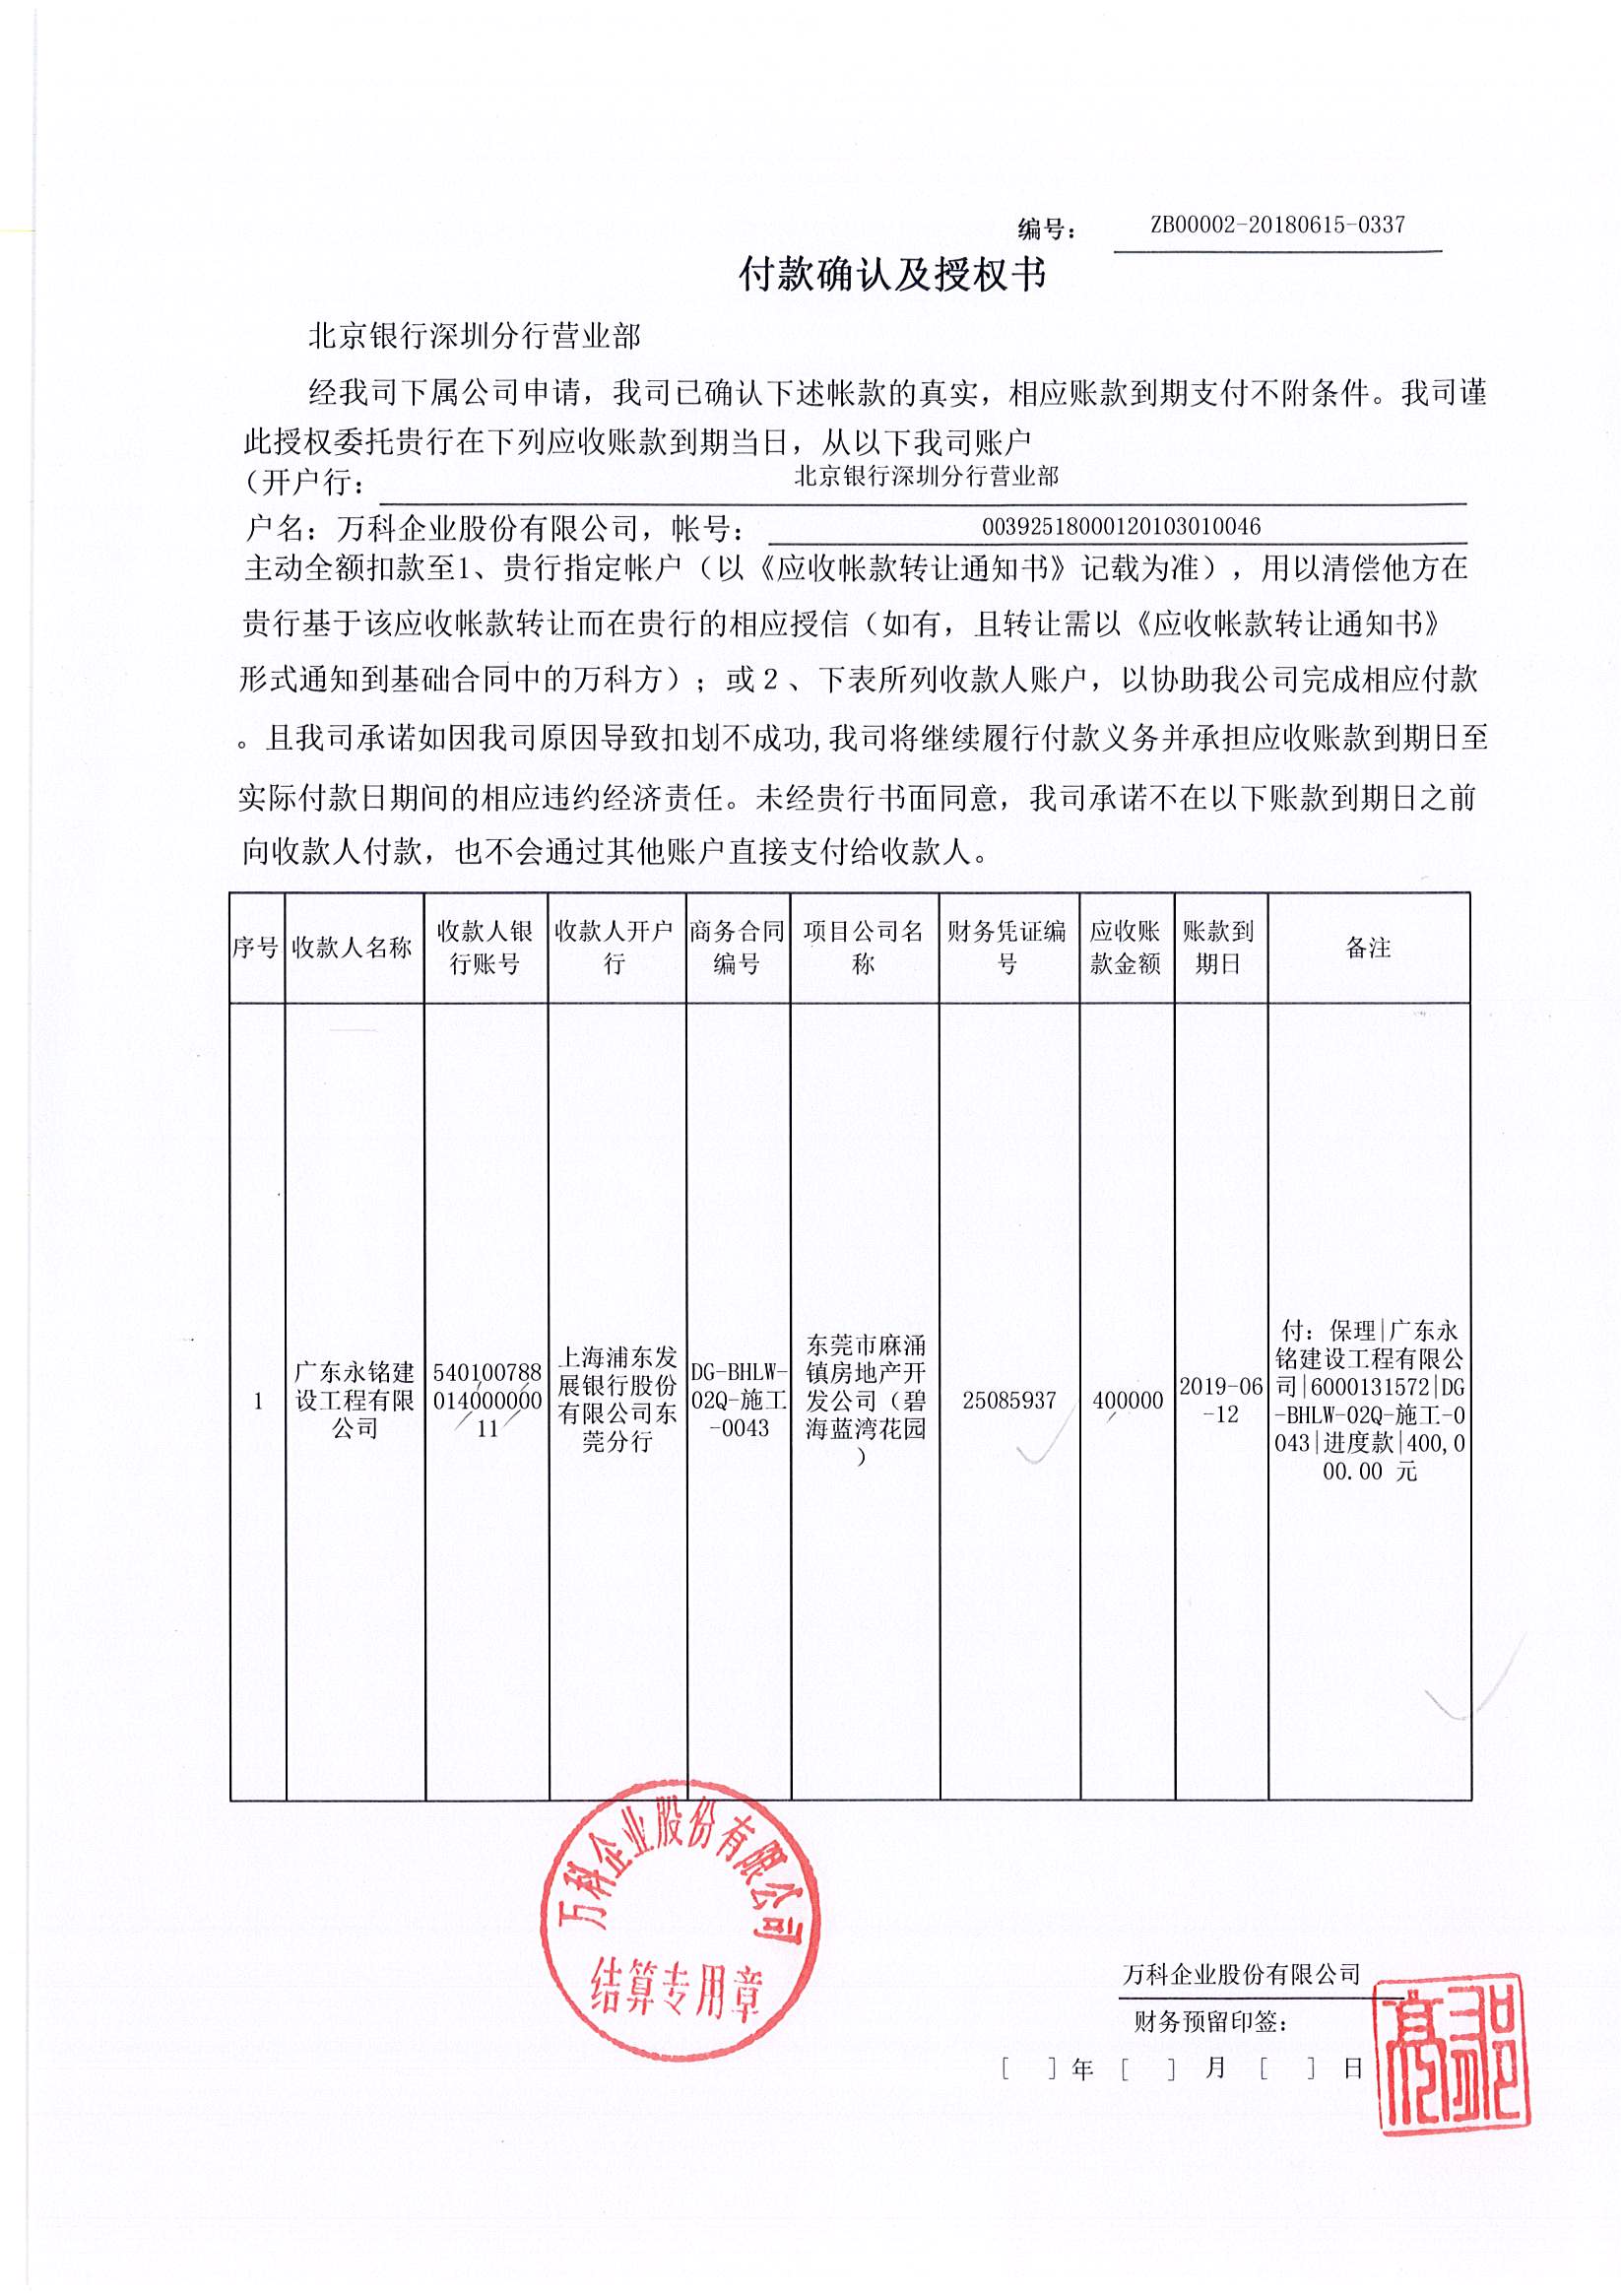 编号： ZB00002-20180615-0337
付款确认及授权书
北京银行深圳分行营业部
经我司下属公司申请，我司已确认下述帐款的真实，相应账款到期支付不附条件。我司谨
此授权委托贵行在下列应收账款到期当日，从以下我司账户
（开户行： 北京银行深圳分行营业部
户名：万科企业股份有限公司，帐号： 00392518000120103010046
主动全额扣款至1、贵行指定帐户（以《应收帐款转让通知书》记载为准），用以清偿他方在
贵行基于该应收帐款转让而在贵行的相应授信（如有，且转让需以《应收帐款转让通知书》
形式通知到基础合同中的万科方）；或２、下表所列收款人账户，以协助我公司完成相应付款
。且我司承诺如因我司原因导致扣划不成功,我司将继续履行付款义务并承担应收账款到期日至
实际付款日期间的相应违约经济责任。未经贵行书面同意，我司承诺不在以下账款到期日之前
向收款人付款，也不会通过其他账户直接支付给收款人。
序号
收款人名称
收款人银
行账号
收款人开户
行
商务合同
编号
项目公司名
称
财务凭证编
号
应收账
款金额
账款到
期日
备注
1
广东永铭建
设工程有限
公司
540100788
014000000
11
上海浦东发
展银行股份
有限公司东
莞分行
DG-BHLW-
02Q-施工
-0043
东莞市麻涌
镇房地产开
发公司（碧
海蓝湾花园
）
25085937
400000
2019-06
-12
付：保理|广东永
铭建设工程有限公
司|6000131572|DG
-BHLW-02Q-施工-0
043|进度款|400,0
00.00 元
万科企业股份有限公司
结算专用章
万科企业股份有限公司
财务预留印签：
［ ］年［ ］月［ ］日